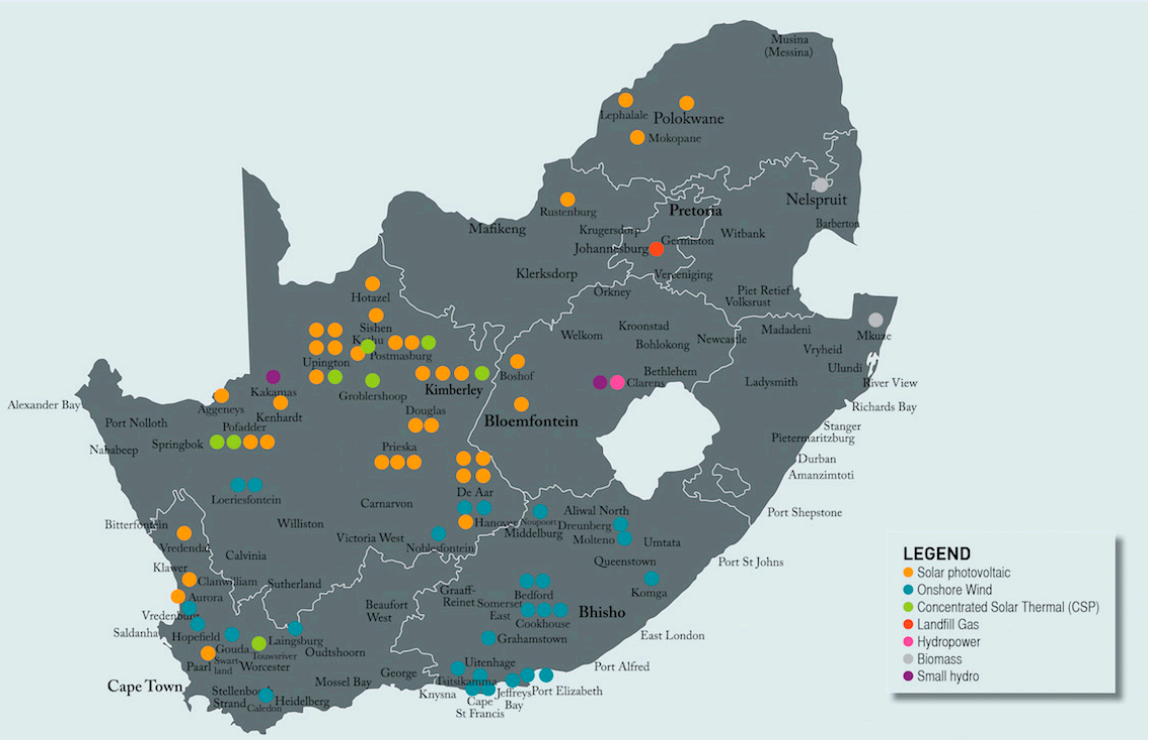 Musina
(Messina)
Lephalale
Polokwane
Mokopane
Nelspruit
Rustenburg
Pretoria
Barberton
Mafikeng
Krugersdorp
Witbank
Germiston
Johannesburg
Klerksdorp
Vereeniging
Orkney
Piet Retief
Volksrust
Hotazel
Sishen
Kathu
Postmasburg
Upington
Welkom
Kroonstad
Bohlokong
Newcastle
Madadeni
Mkuze
Vryheid
Ulundi
Boshof
Bethlehem
Clarens
Ladysmith
River View
Richards Bay
Kakamas
Groblershoop
Kimberley
Alexander Bay
Aggeneys
Kenhardt
Douglas
Bloemfontein
Port Nolloth
Pofadder
Springbok
Nababeep
Prieska
Stanger
Pietermaritzburg
Durban
Amanzimtoti
Loeriesfontein
De Aar
Carnarvon
Port Shepstone
Bitterfontein
Williston
Hanover
Noupoort
Aliwal North
Dreunberg
Middelburg
Molteno
Umtata
Victoria West
Noblesfontein
Vredendal
Calvinia
Queenstown
Port St Johns
Klawer
Clanwilliam
Sutherland
Aurora
Graaff-
Reinet
Bedford
Komga
Beaufort
West
Somerset
East
Cookhouse
Bhisho
Vredenburg
Saldanha
Hopefield
Gouda
Laingsburg
Touwsriver
Oudtshoorn
Grahamstown
East London
Paarl
Swart
land
Worcester
George
Uitenhage
Port Alfred
Cape Town
Mossel Bay
Tsitsikamma
Stellenbosch
Strand
Caledon
Heidelberg
Knysna
Cape
St Francis
Jeffreys
Bay
Port Elizabeth
LEGEND
Solar photovoltaic
Onshore Wind
Concentrated Solar Thermal (CSP)
Landfill Gas
Hydropower
Biomass
Small hydro